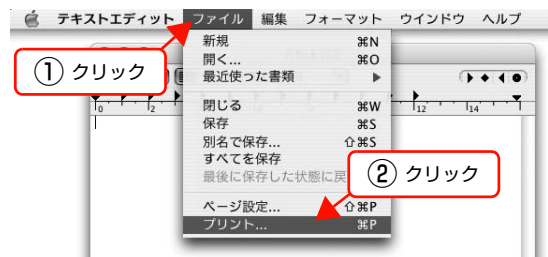 テキストエディット ファイル 編集 フォーマット ウインドウ ヘルプ
① クリック
新規 ⌘N
開く... ⌘O
最近使った書類 ▶
閉じる ⌘W
保存 ⌘S
別名で保存... ⇧⌘S
すべてを保存
最後に保存した状態に戻
② クリック
ページ設定... ⇧⌘P
プリント... ⌘P
0 2 12 14